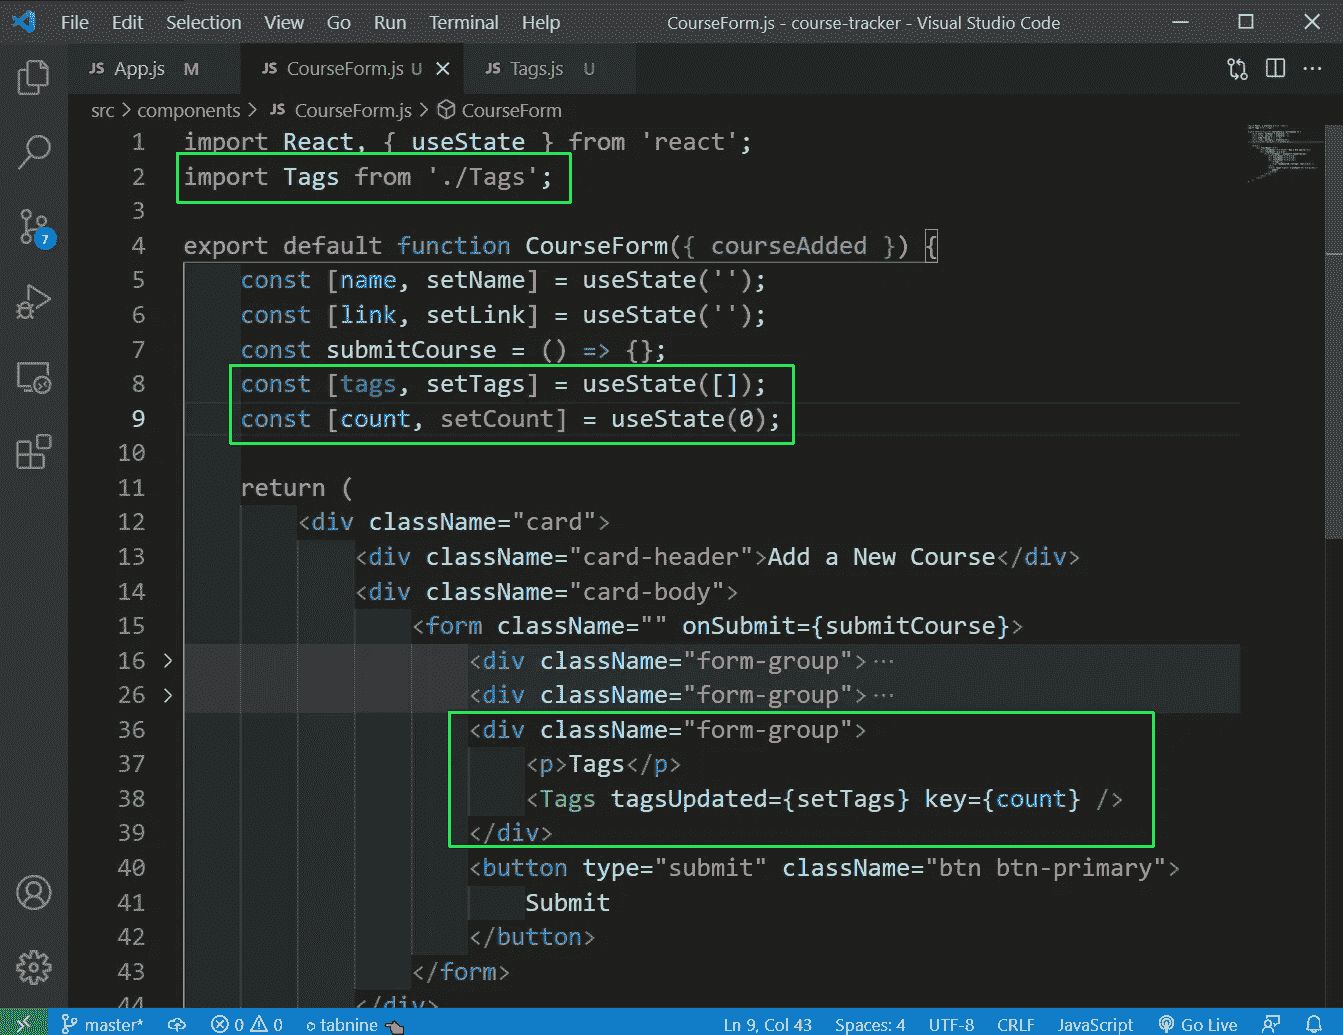 File Edit Selection View Go Run Terminal Help CourseForm.js - course-tracker - Visual Studio Code
JS App.js M JS CourseForm.js U JS Tags.js U
src > components > JS CourseForm.js > CourseForm
1 import React, { useState } from 'react';
2 import Tags from './Tags';
3
4 export default function CourseForm({ courseAdded }) {
5 const [name, setName] = useState('');
6 const [link, setLink] = useState('');
7 const submitCourse = () => {};
8 const [tags, setTags] = useState([]);
9 const [count, setCount] = useState(0);
10
11 return (
12 <div className="card">
13 <div className="card-header">Add a New Course</div>
14 <div className="card-body">
15 <form className="" onSubmit={submitCourse}>
16 <div className="form-group">…
26 <div className="form-group">…
36 <div className="form-group">
37 <p>Tags</p>
38 <Tags tagsUpdated={setTags} key={count} />
39 </div>
40 <button type="submit" className="btn btn-primary">
41 Submit
42 </button>
43 </form>
44 </div>
7
master* 0 0 tabnine Ln 9, Col 43 Spaces: 4 UTF-8 CRLF JavaScript Go Live